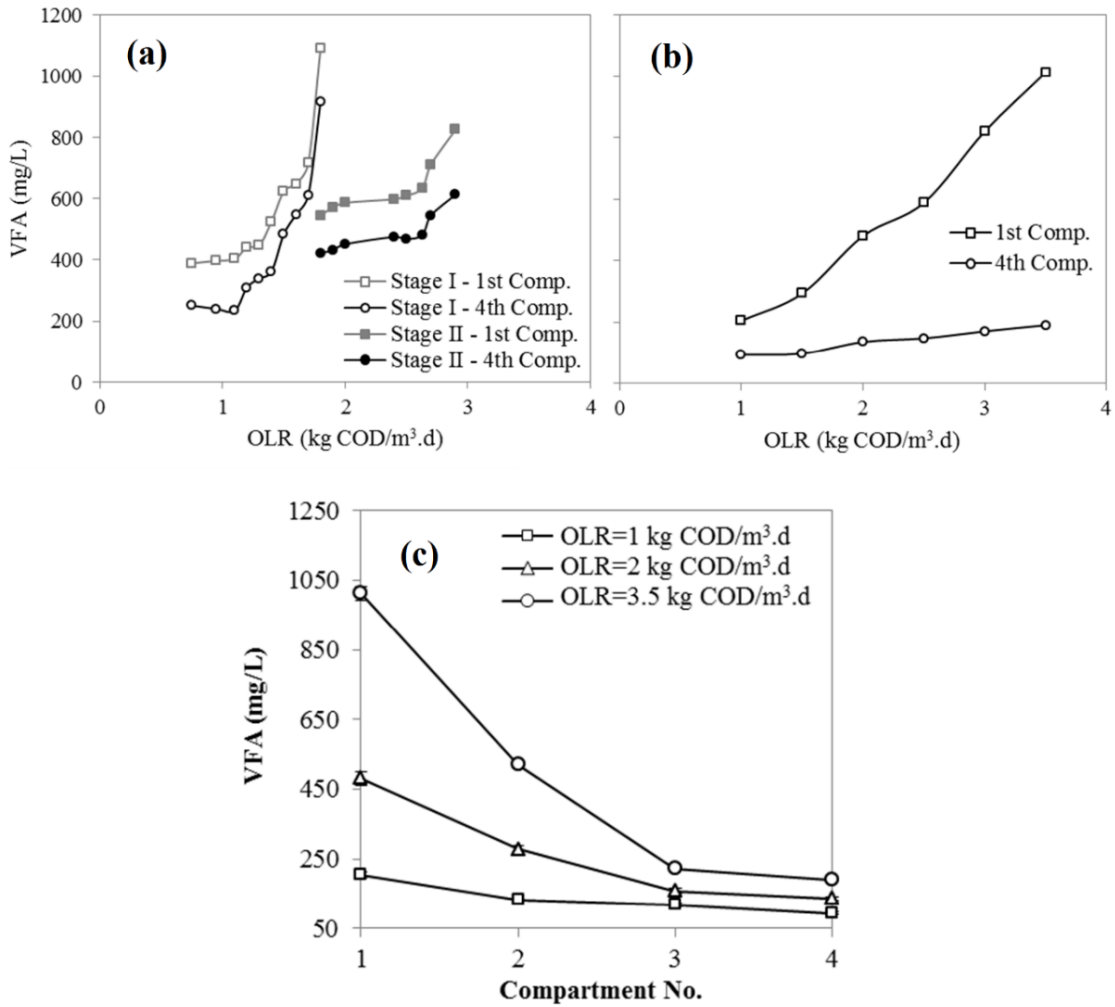 (a)
VFA (mg/L)
1200
1000
800
600
400
200
0
0 1 2 3 4
OLR (kg COD/m³.d)
Stage I - 1st Comp.
Stage I - 4th Comp.
Stage II - 1st Comp.
Stage II - 4th Comp.
(b)
0 1 2 3 4
OLR (kg COD/m³.d)
1st Comp.
4th Comp.
(c)
VFA (mg/L)
1250
1050
850
650
450
250
50
1 2 3 4
Compartment No.
OLR=1 kg COD/m³.d
OLR=2 kg COD/m³.d
OLR=3.5 kg COD/m³.d